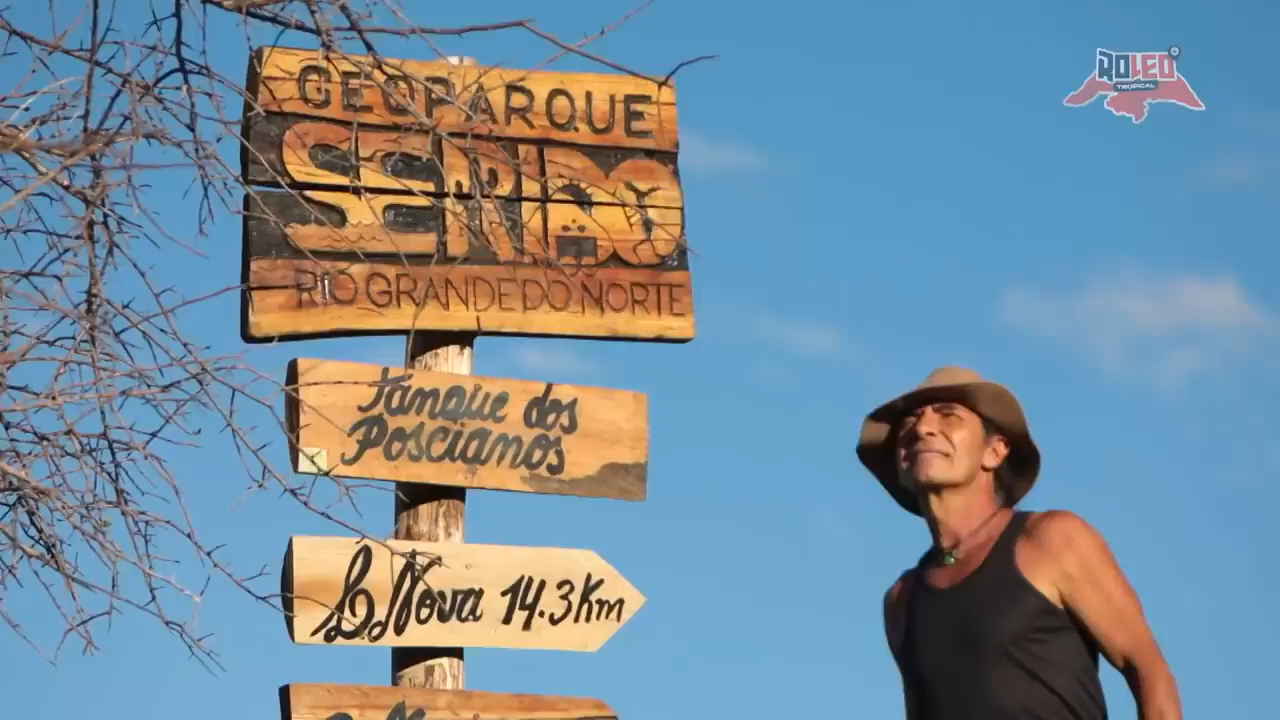 GEOPARQUE
SERIDÓ
RIO GRANDE DO NORTE
Tanque dos
Poscianos
L. Nova 14.3Km
ROLEO
TROPICAL